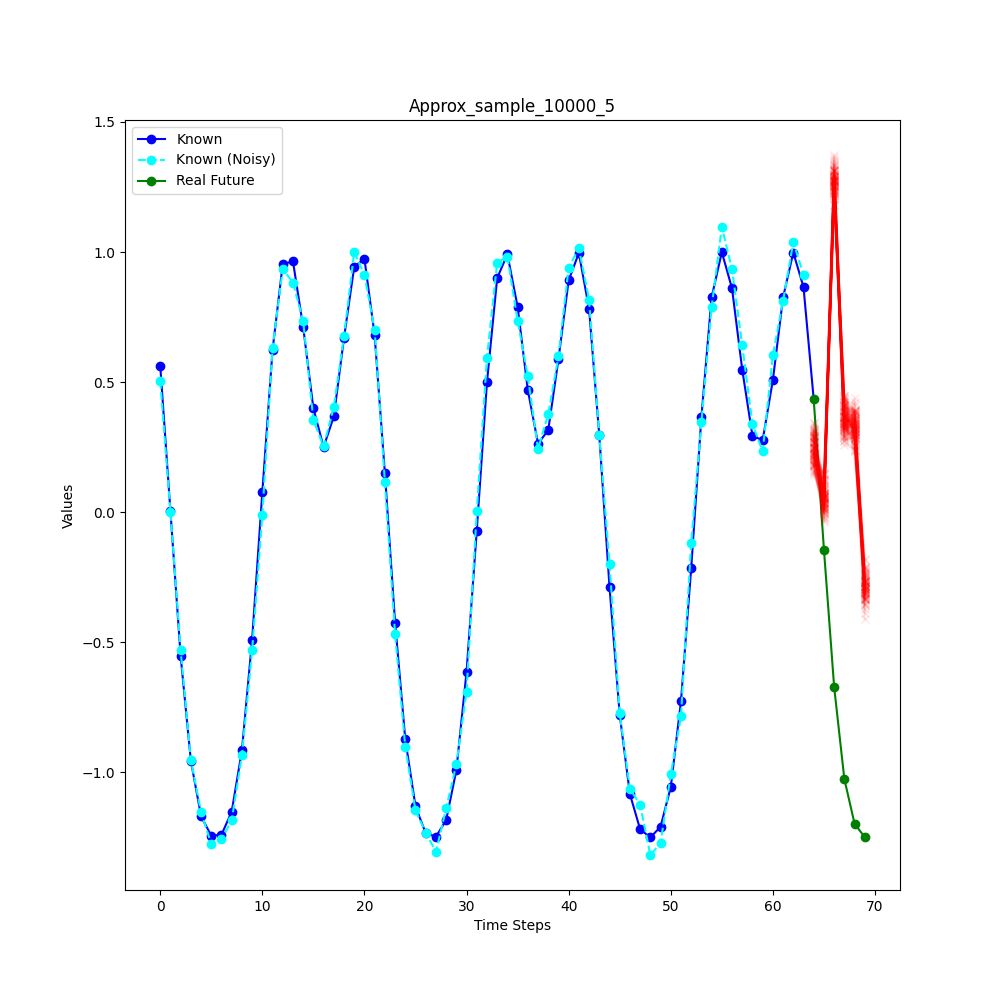 Approx_sample_10000_5
Known
Known (Noisy)
Real Future
1.5
1.0
0.5
0.0
−0.5
−1.0
Values
0 10 20 30 40 50 60 70
Time Steps